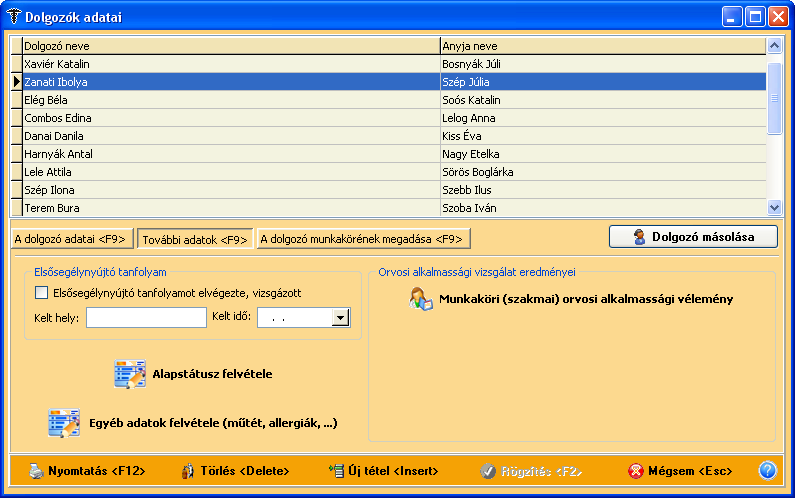 Dolgozók adatai
Dolgozó neve Anyja neve
Xaviér Katalin Bosnyák Júli
Zanati Ibolya Szép Júlia
Elég Béla Soós Katalin
Combos Edina Lelog Anna
Danai Danila Kiss Éva
Harnyák Antal Nagy Etelka
Lele Attila Sörös Boglárka
Szép Ilona Szebb Ilus
Terem Bura Szoba Iván
A dolgozó adatai <F9> További adatok <F9> A dolgozó munkakörének megadása <F9> Dolgozó másolása
Elsősegélynyújtó tanfolyam Orvosi alkalmassági vizsgálat eredményei
Elsősegélynyújtó tanfolyamot elvégezte, vizsgázott
Munkaköri (szakmai) orvosi alkalmassági vélemény
Kelt hely: Kelt idő: . .
Alapstátusz felvétele
Egyéb adatok felvétele (műtét, allergiák, ...)
Nyomtatás <F12> Törlés <Delete> Új tétel <Insert> Rögzítés <F2> Mégsem <Esc> ?